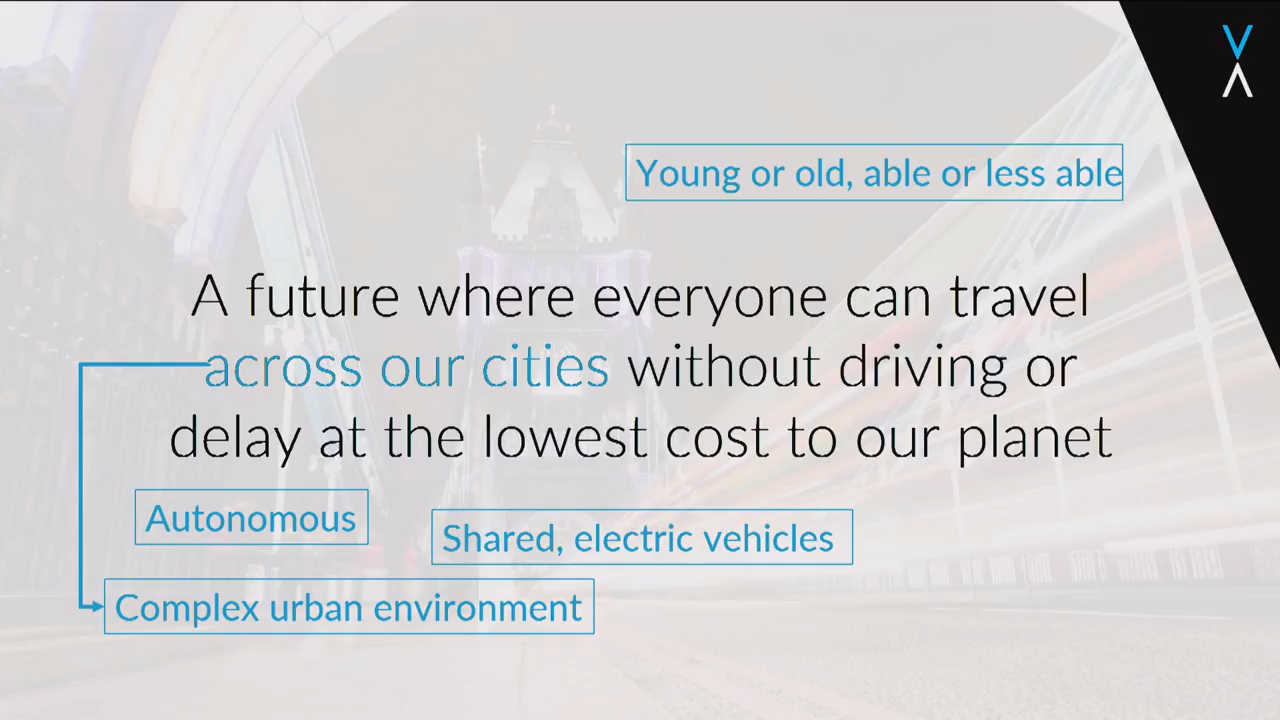 Young or old, able or less able
A future where everyone can travel
across our cities without driving or
delay at the lowest cost to our planet
Autonomous
Shared, electric vehicles
Complex urban environment